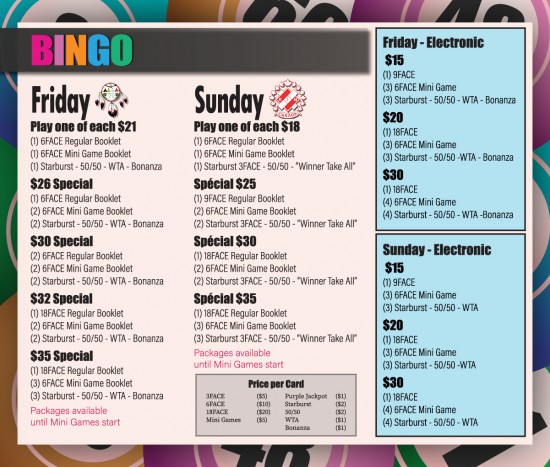 BINGO
Friday
Play one of each $21
(1) 6FACE Regular Booklet
(1) 6FACE Mini Game Booklet
(1) Starburst - 50/50 - WTA - Bonanza
$26 Special
(1) 6FACE Regular Booklet
(2) 6FACE Mini Game Booklet
(2) Starburst - 50/50 - WTA - Bonanza
$30 Special
(2) 6FACE Regular Booklet
(2) 6FACE Mini Game Booklet
(2) Starburst - 50/50 - WTA - Bonanza
$32 Special
(1) 18FACE Regular Booklet
(2) 6FACE Mini Game Booklet
(2) Starburst - 50/50 - WTA - Bonanza
$35 Special
(1) 18FACE Regular Booklet
(3) 6FACE Mini Game Booklet
(3) Starburst - 50/50 - WTA - Bonanza
Packages available
until Mini Games start
Sunday
Play one of each $18
(1) 6FACE Regular Booklet
(1) 6FACE Mini Game Booklet
(1) Starburst 3FACE - 50/50 - "Winner Take All"
Spécial $25
(1) 9FACE Regular Booklet
(2) 6FACE Mini Game Booklet
(2) Starburst 3FACE - 50/50 - "Winner Take All"
Spécial $30
(1) 18FACE Regular Booklet
(2) 6FACE Mini Game Booklet
(2) Starburst 3FACE - 50/50 - "Winner Take All"
Spécial $35
(1) 18FACE Regular Booklet
(3) 6FACE Mini Game Booklet
(3) Starburst 3FACE - 50/50 - "Winner Take All"
Packages available
until Mini Games start
Price per Card
3FACE ($5) Purple Jackpot ($1)
6FACE ($10) Starburst ($2)
18FACE ($20) 50/50 ($2)
Mini Games ($5) WTA ($1)
Bonanza ($1)
Friday - Electronic
$15
(1) 9FACE
(3) 6FACE Mini Game
(3) Starburst - 50/50 - WTA - Bonanza
$20
(1) 18FACE
(3) 6FACE Mini Game
(3) Starburst - 50/50 -WTA - Bonanza
$30
(1) 18FACE
(4) 6FACE Mini Game
(4) Starburst - 50/50 - WTA -Bonanza
Sunday - Electronic
$15
(1) 9FACE
(3) 6FACE Mini Game
(3) Starburst - 50/50 - WTA
$20
(1) 18FACE
(3) 6FACE Mini Game
(3) Starburst - 50/50 -WTA
$30
(1) 18FACE
(4) 6FACE Mini Game
(4) Starburst - 50/50 - WTA